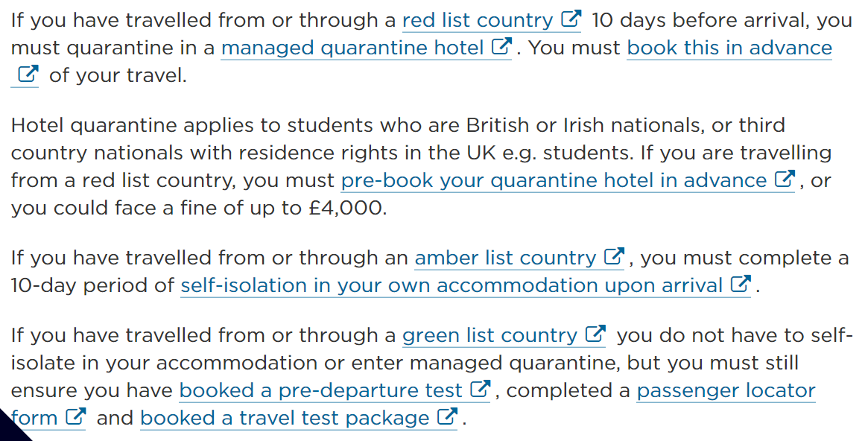 If you have travelled from or through a red list country 10 days before arrival, you
must quarantine in a managed quarantine hotel . You must book this in advance
of your travel.
Hotel quarantine applies to students who are British or Irish nationals, or third
country nationals with residence rights in the UK e.g. students. If you are travelling
from a red list country, you must pre-book your quarantine hotel in advance , or
you could face a fine of up to £4,000.
If you have travelled from or through an amber list country , you must complete a
10-day period of self-isolation in your own accommodation upon arrival .
If you have travelled from or through a green list country you do not have to self-
isolate in your accommodation or enter managed quarantine, but you must still
ensure you have booked a pre-departure test , completed a passenger locator
form and booked a travel test package .